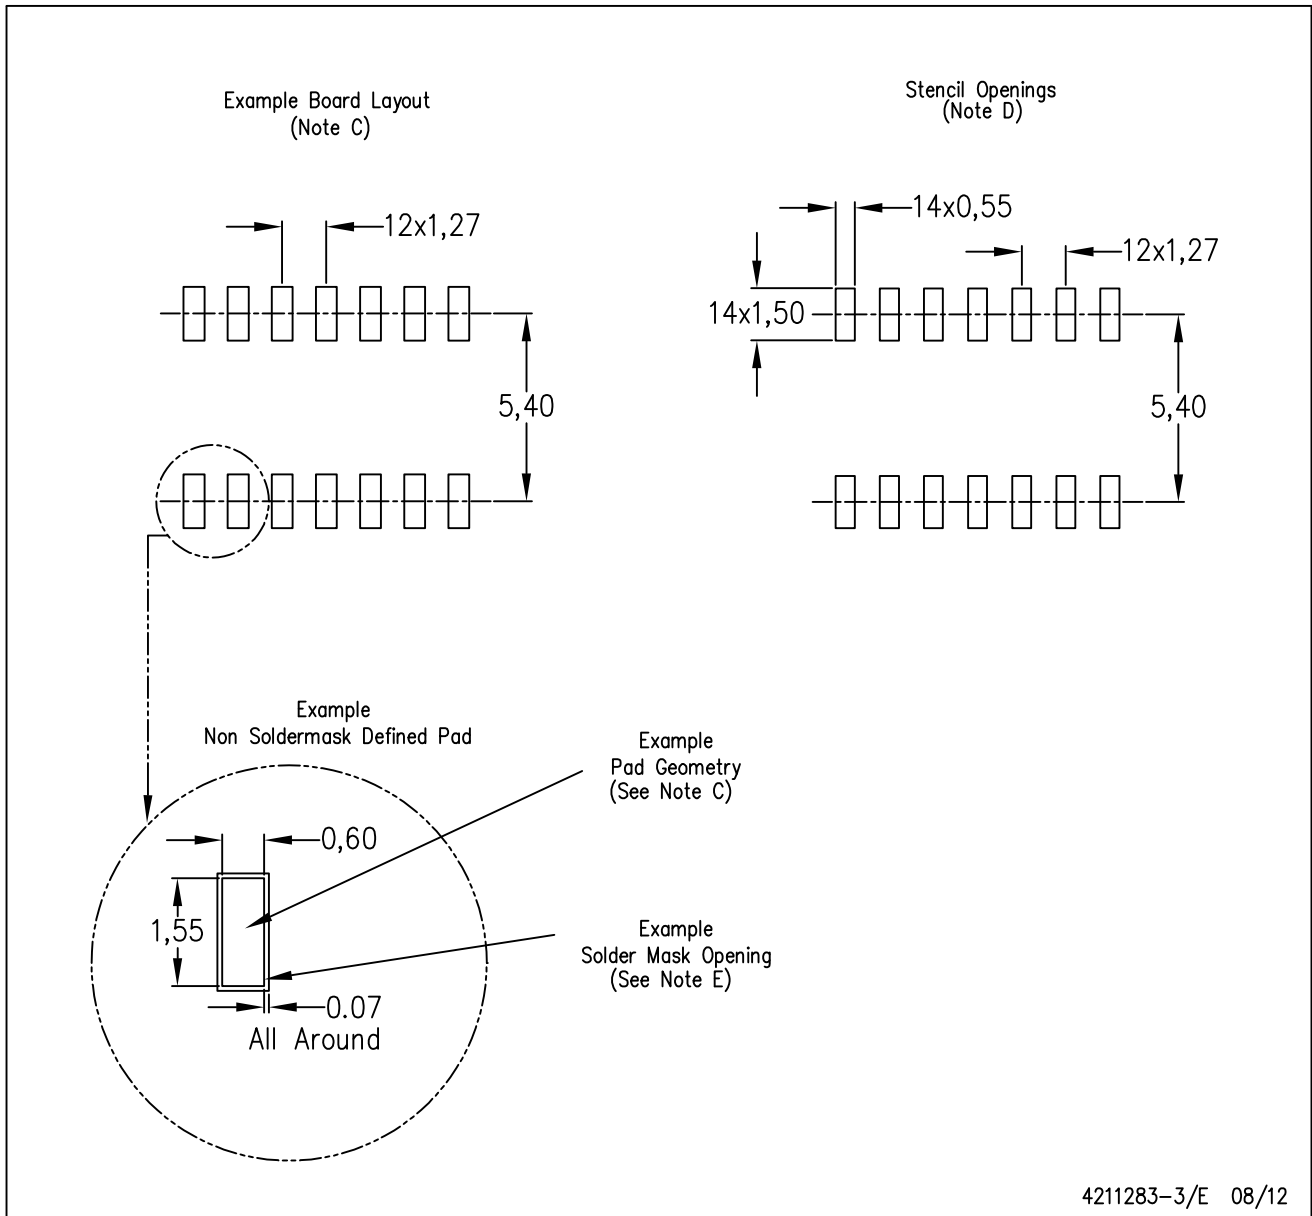 Example Board Layout
(Note C)
Stencil Openings
(Note D)
12x1,27
14x0,55
12x1,27
14x1,50
5,40
5,40
Example
Non Soldermask Defined Pad
Example
Pad Geometry
(See Note C)
0,60
1,55
Example
Solder Mask Opening
(See Note E)
0.07
All Around
4211283-3/E 08/12